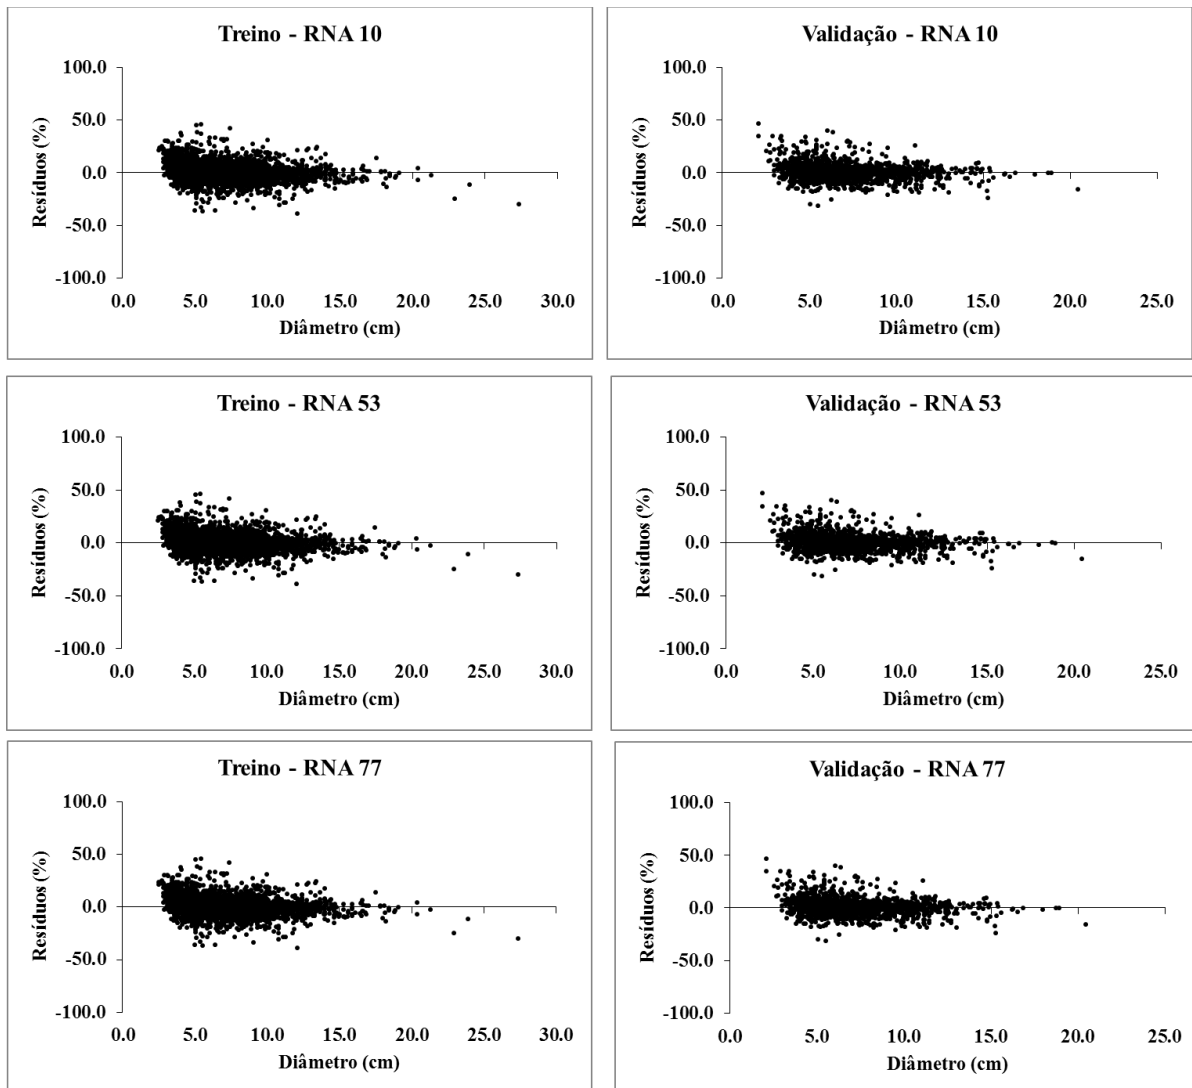 Treino - RNA 10
100.0
50.0
0.0
-50.0
-100.0
Resíduos (%)
0.0 5.0 10.0 15.0 20.0 25.0 30.0
Diâmetro (cm)
Validação - RNA 10
100.0
50.0
0.0
-50.0
-100.0
Resíduos (%)
0.0 5.0 10.0 15.0 20.0 25.0
Diâmetro (cm)
Treino - RNA 53
100.0
50.0
0.0
-50.0
-100.0
Resíduos (%)
0.0 5.0 10.0 15.0 20.0 25.0 30.0
Diâmetro (cm)
Validação - RNA 53
100.0
50.0
0.0
-50.0
-100.0
Resíduos (%)
0.0 5.0 10.0 15.0 20.0 25.0
Diâmetro (cm)
Treino - RNA 77
100.0
50.0
0.0
-50.0
-100.0
Resíduos (%)
0.0 5.0 10.0 15.0 20.0 25.0 30.0
Diâmetro (cm)
Validação - RNA 77
100.0
50.0
0.0
-50.0
-100.0
Resíduos (%)
0.0 5.0 10.0 15.0 20.0 25.0
Diâmetro (cm)